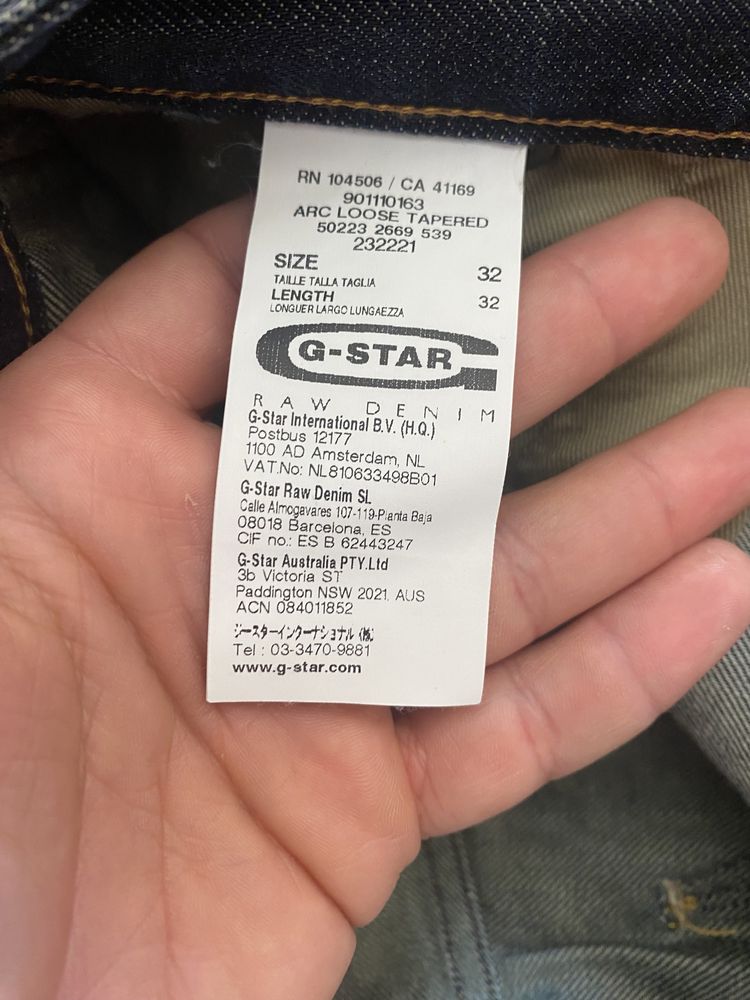 RN 104506 / CA 41169
901110163
ARC LOOSE TAPERED
50223 2669 539
232221
SIZE 32
TAILLE TALLA TAGLIA
LENGTH 32
LONGUER LARGO LUNGAEZZA
G-STAR
RAW DENIM
G-Star International B.V. (H.Q.)
Postbus 12177
1100 AD Amsterdam, NL
VAT.No: NL810633498B01
G-Star Raw Denim SL
Calle Almogavares 107-119-Planta Baja
08018 Barcelona, ES
CIF no.: ES B 62443247
G-Star Australia PTY.Ltd
3b Victoria ST
Paddington NSW 2021, AUS
ACN 084011852
ジースターインターナショナル (株)
Tel : 03-3470-9881
www.g-star.com